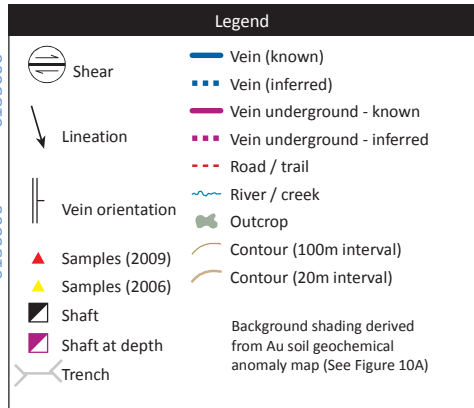 Legend
Shear
Lineation
Vein orientation
Samples (2009)
Samples (2006)
Shaft
Shaft at depth
Trench
Vein (known)
Vein (inferred)
Vein underground - known
Vein underground - inferred
Road / trail
River / creek
Outcrop
Contour (100m interval)
Contour (20m interval)
Background shading derived
from Au soil geochemical
anomaly map (See Figure 10A)